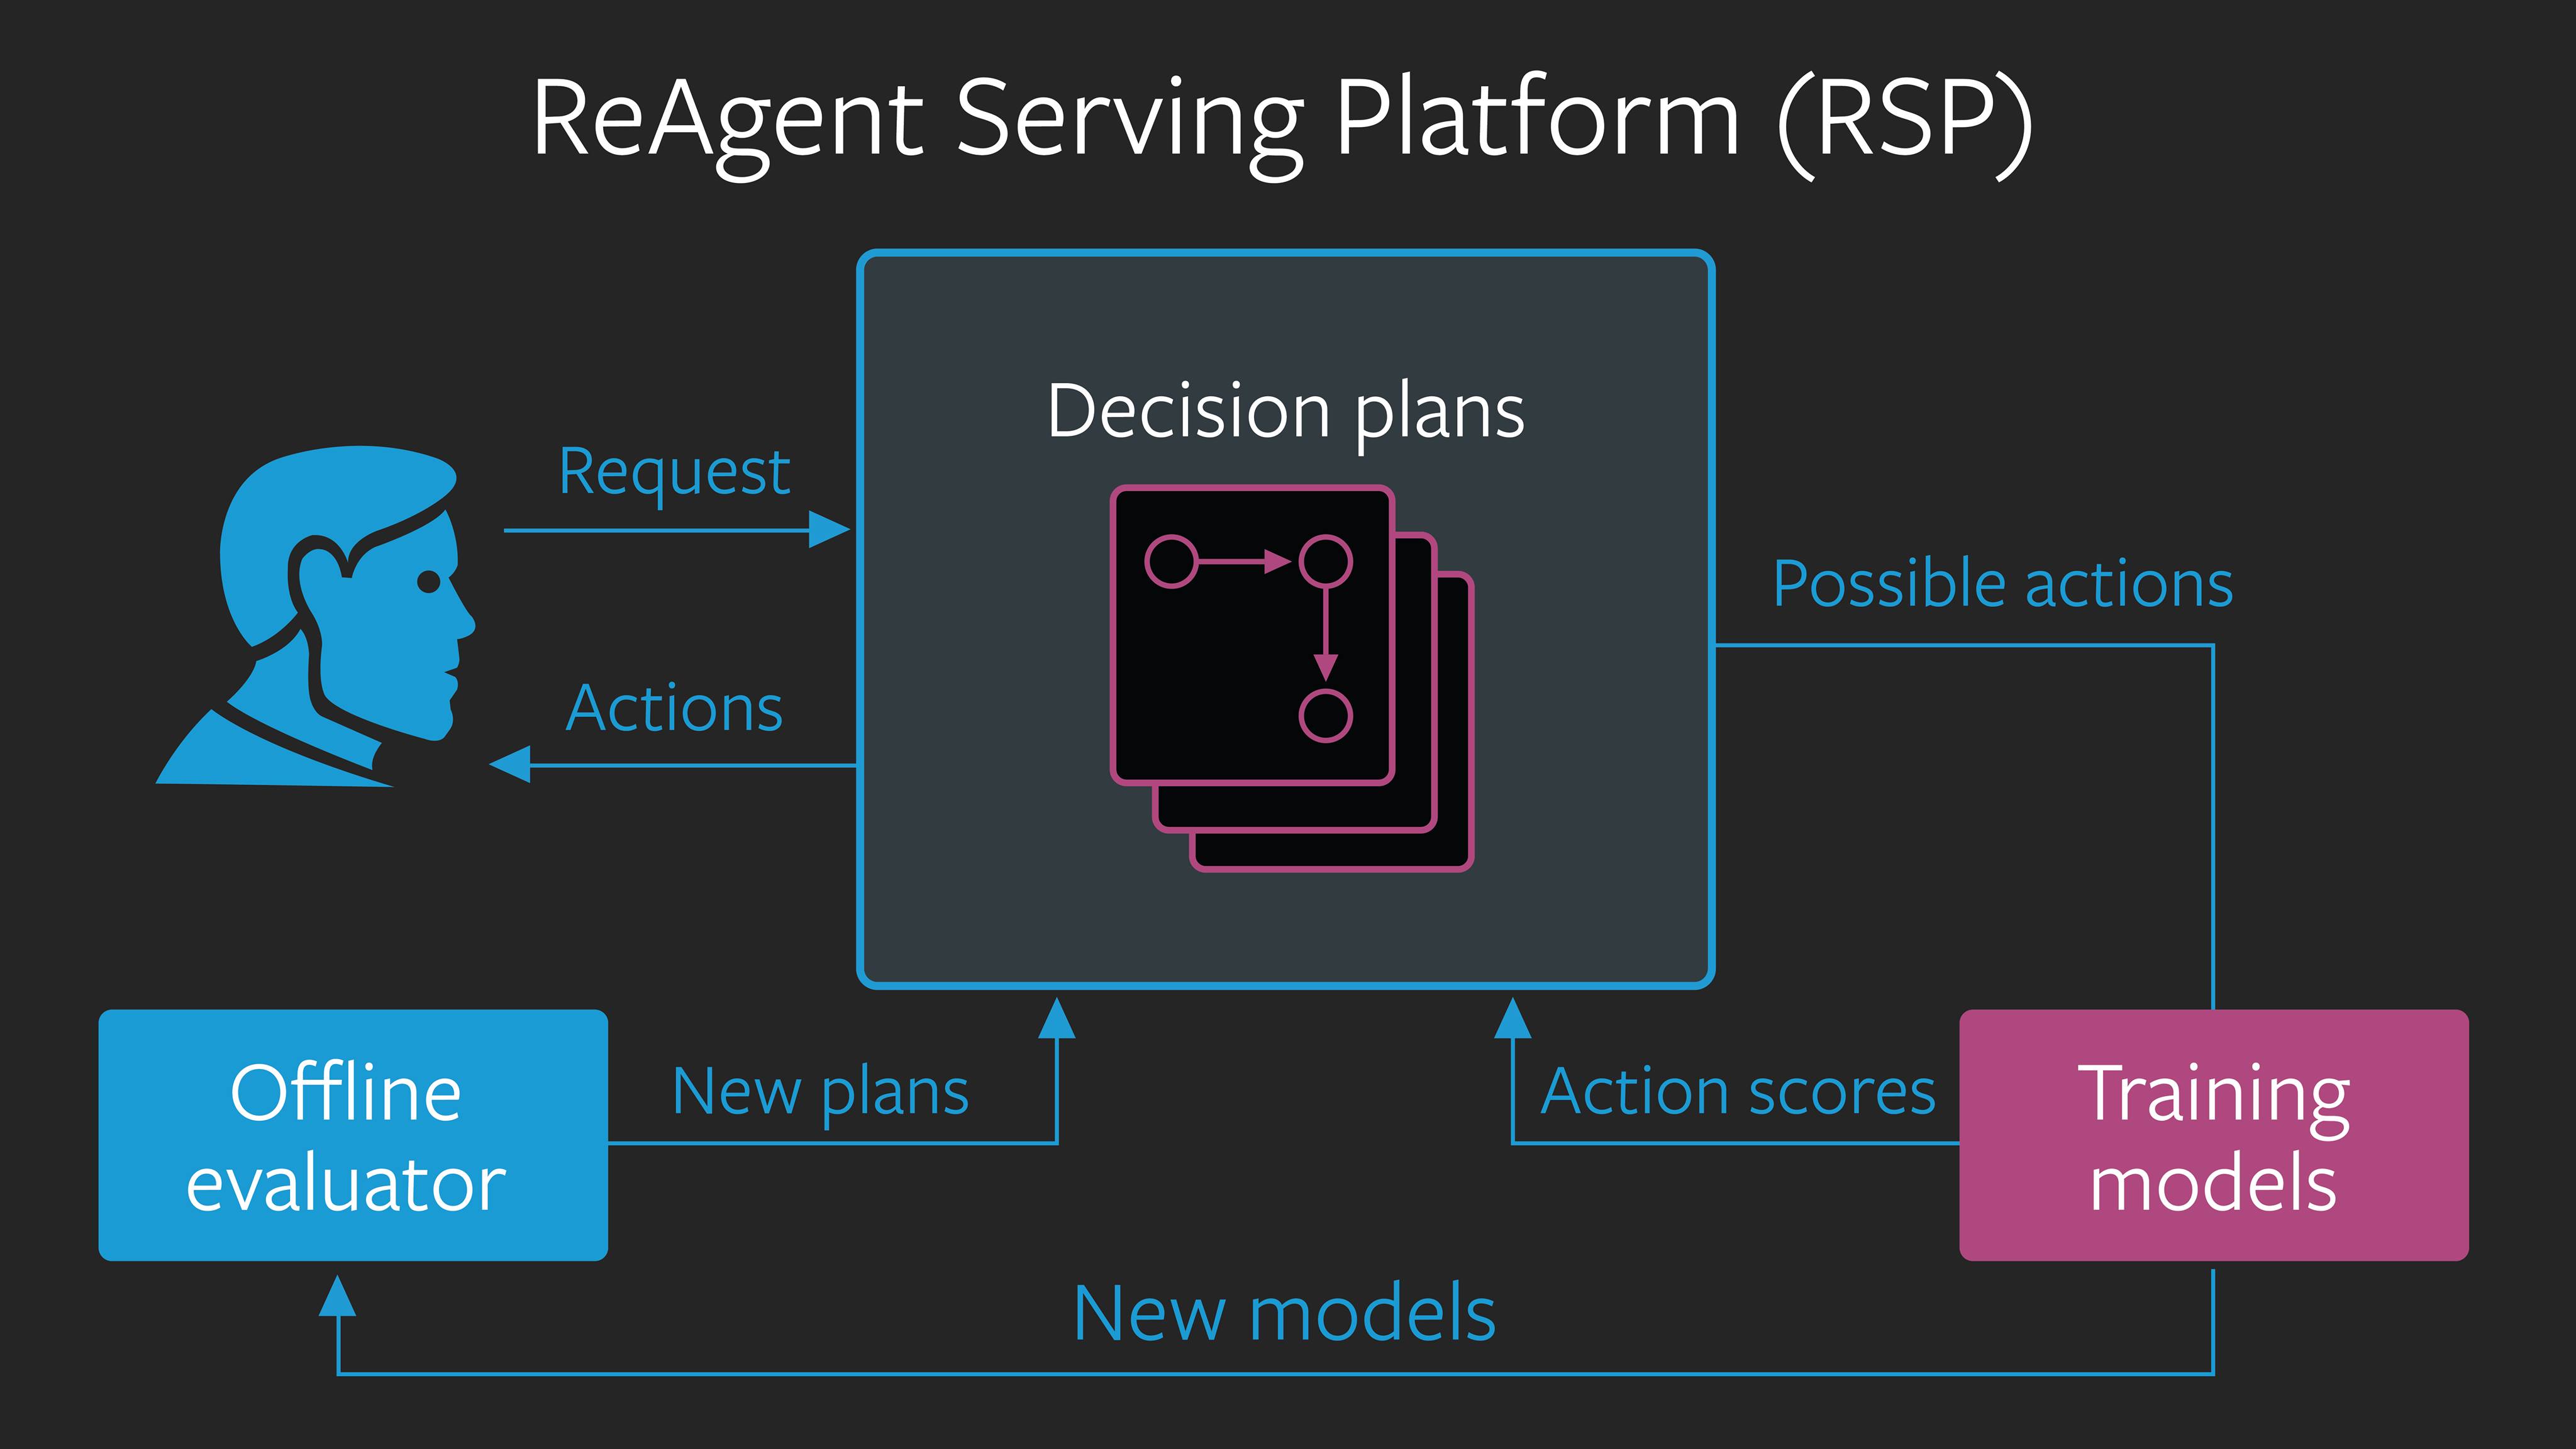 ReAgent Serving Platform (RSP)
Decision plans
Request
Possible actions
Actions
Offline
evaluator
New plans
Action scores
Training
models
New models